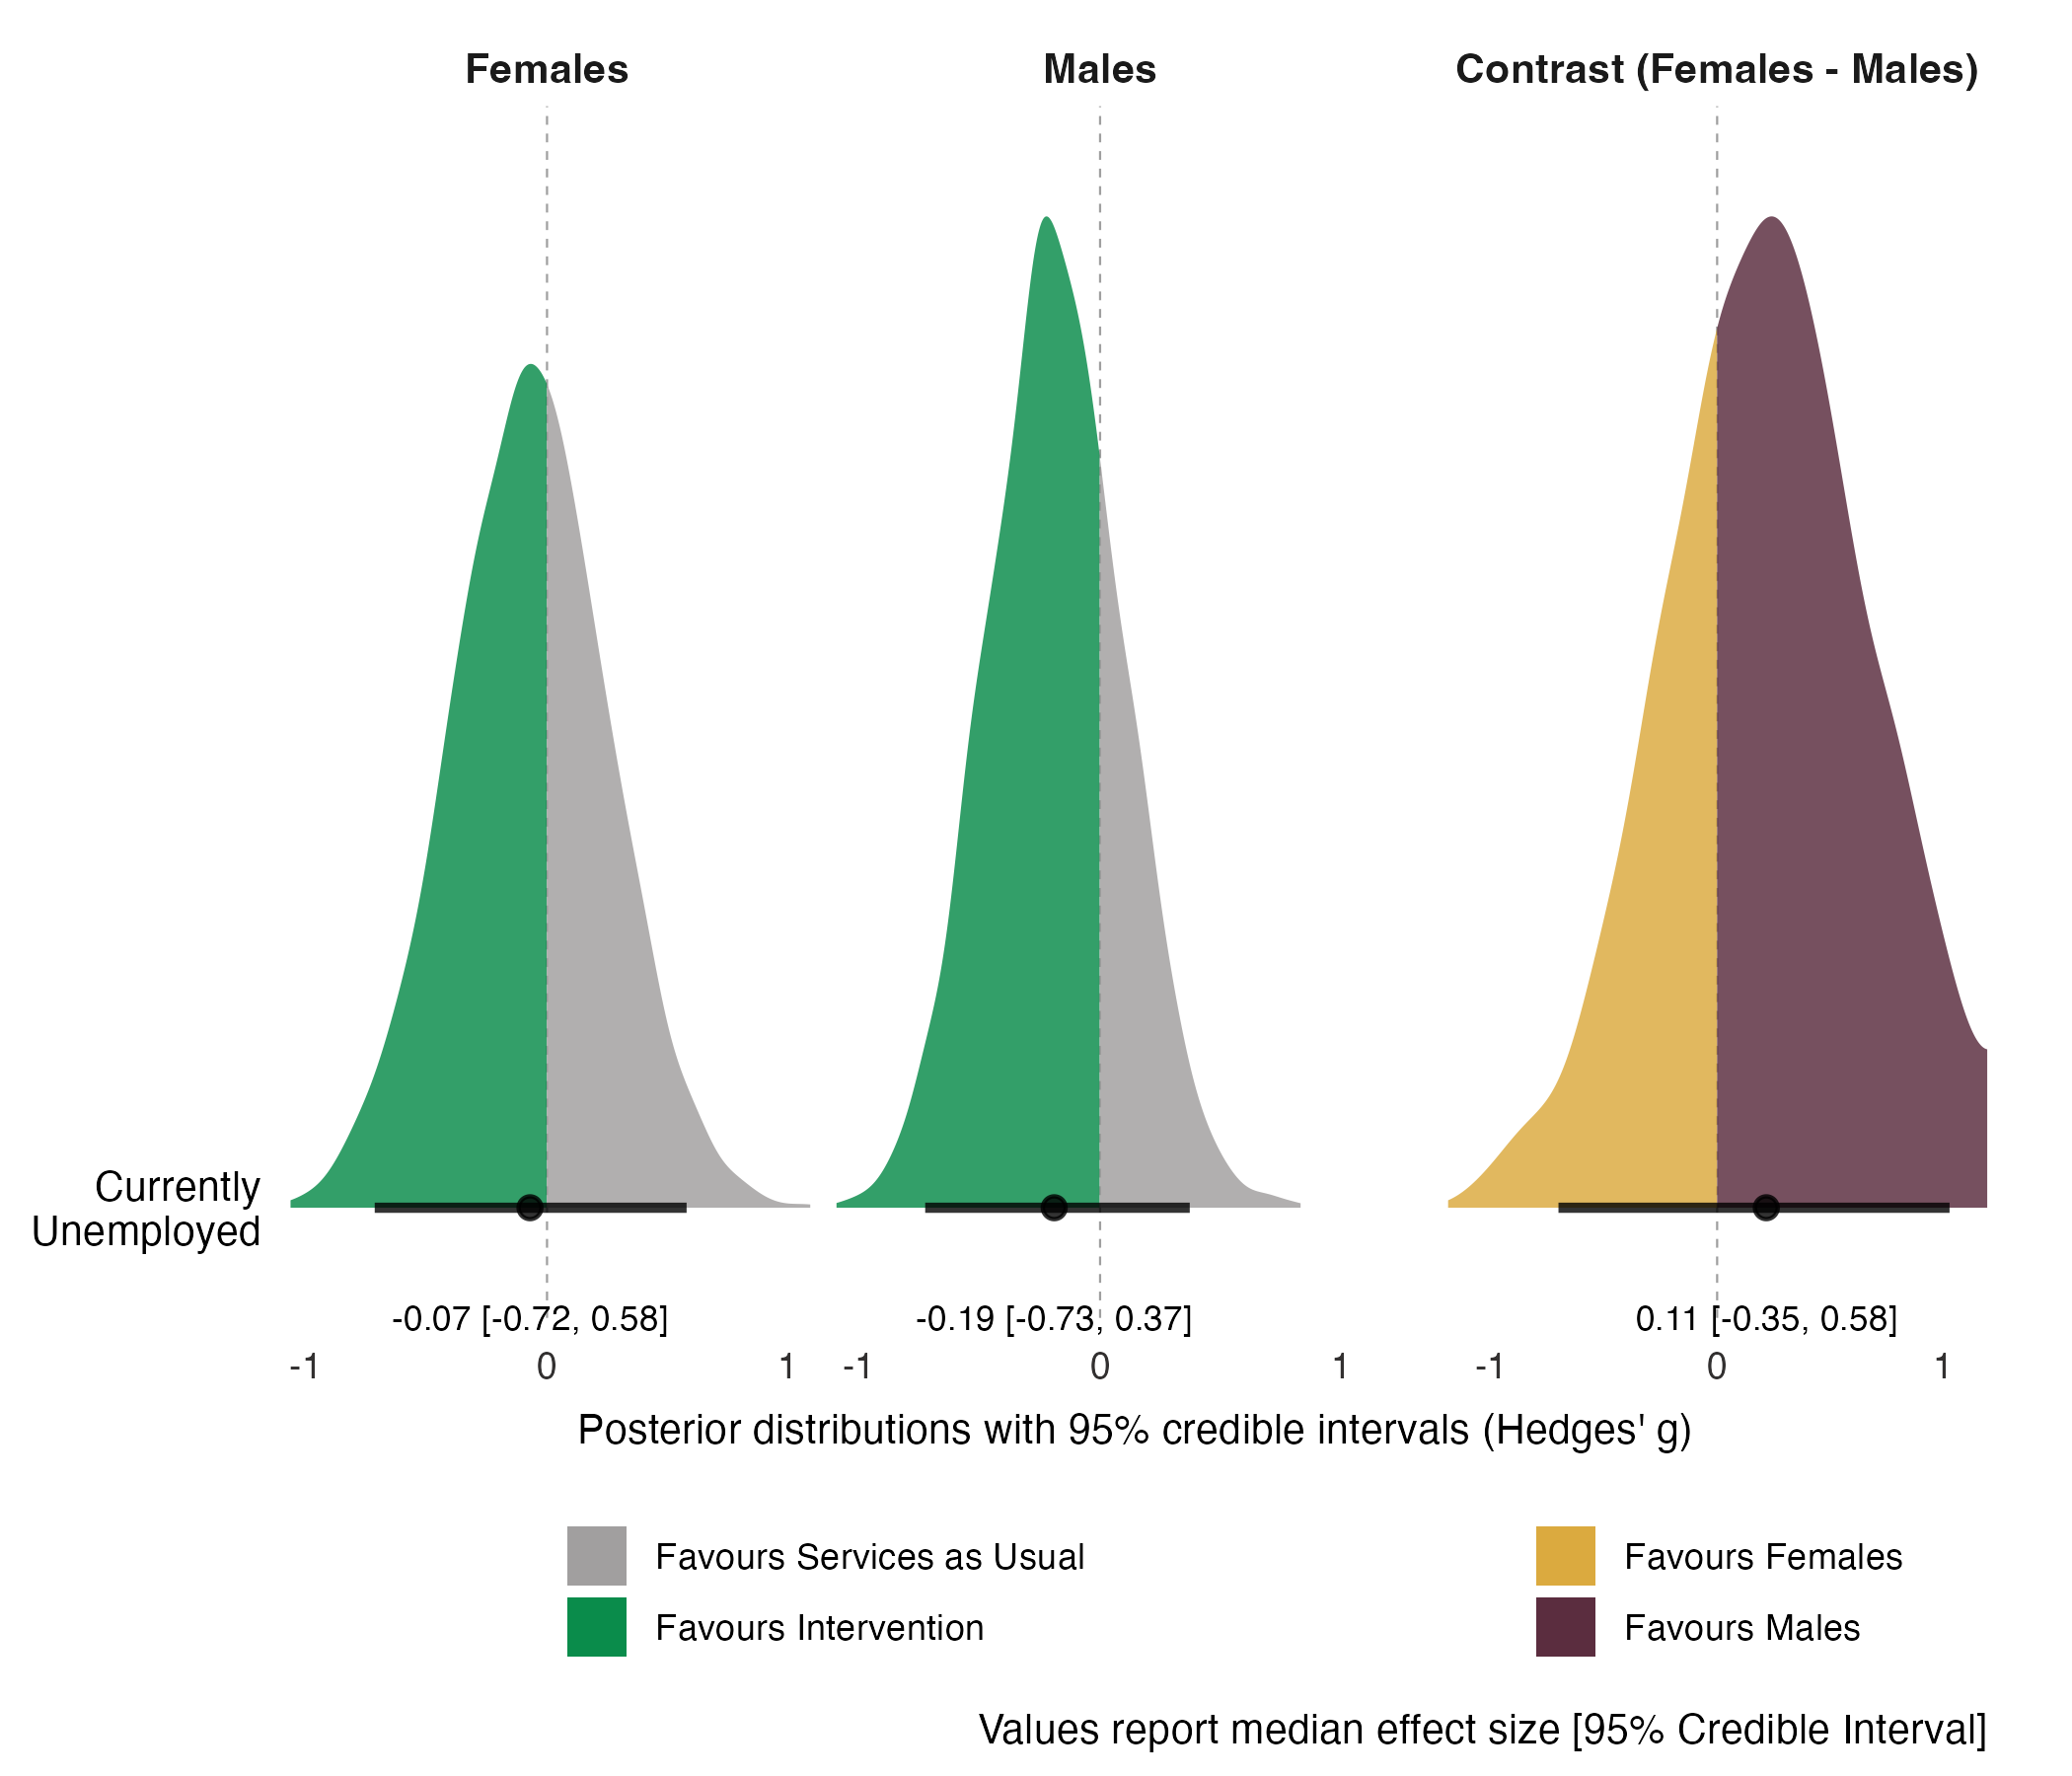 Females
Males
Contrast (Females - Males)
Currently
Unemployed
-0.07 [-0.72, 0.58]
-0.19 [-0.73, 0.37]
0.11 [-0.35, 0.58]
-1 0 1
-1 0 1
-1 0 1
Posterior distributions with 95% credible intervals (Hedges' g)
Favours Services as Usual
Favours Intervention
Favours Females
Favours Males
Values report median effect size [95% Credible Interval]